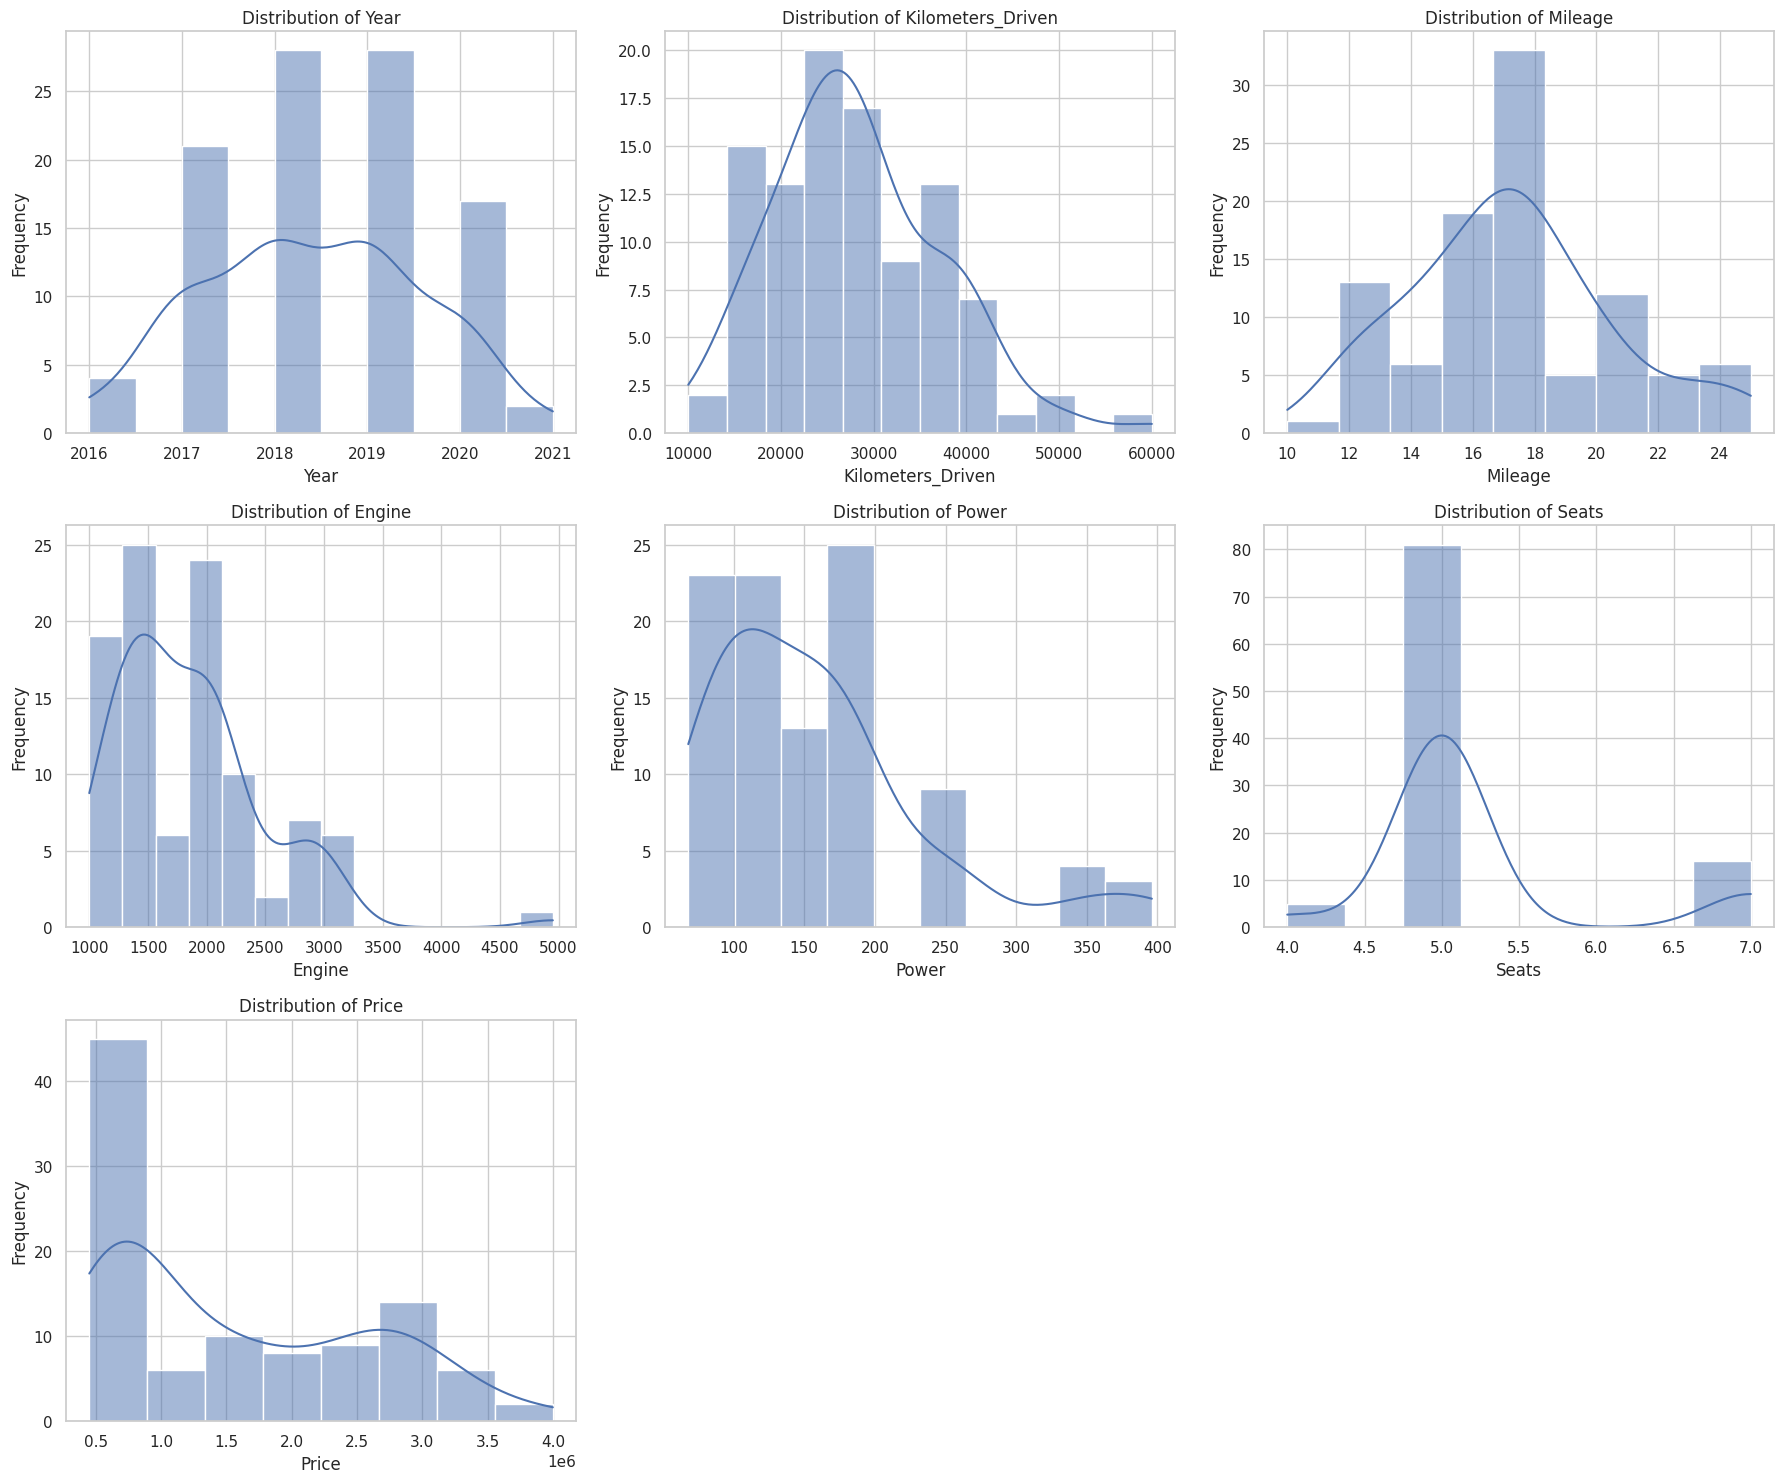 Distribution of Year
25
20
15
10
5
0
Frequency
2016 2017 2018 2019 2020 2021
Year
Distribution of Kilometers_Driven
20.0
17.5
15.0
12.5
10.0
7.5
5.0
2.5
0.0
Frequency
10000 20000 30000 40000 50000 60000
Kilometers_Driven
Distribution of Mileage
30
25
20
15
10
5
0
Frequency
10 12 14 16 18 20 22 24
Mileage
Distribution of Engine
25
20
15
10
5
0
Frequency
1000 1500 2000 2500 3000 3500 4000 4500 5000
Engine
Distribution of Power
25
20
15
10
5
0
Frequency
100 150 200 250 300 350 400
Power
Distribution of Seats
80
70
60
50
40
30
20
10
0
Frequency
4.0 4.5 5.0 5.5 6.0 6.5 7.0
Seats
Distribution of Price
40
30
20
10
0
Frequency
0.5 1.0 1.5 2.0 2.5 3.0 3.5 4.0
1e6
Price